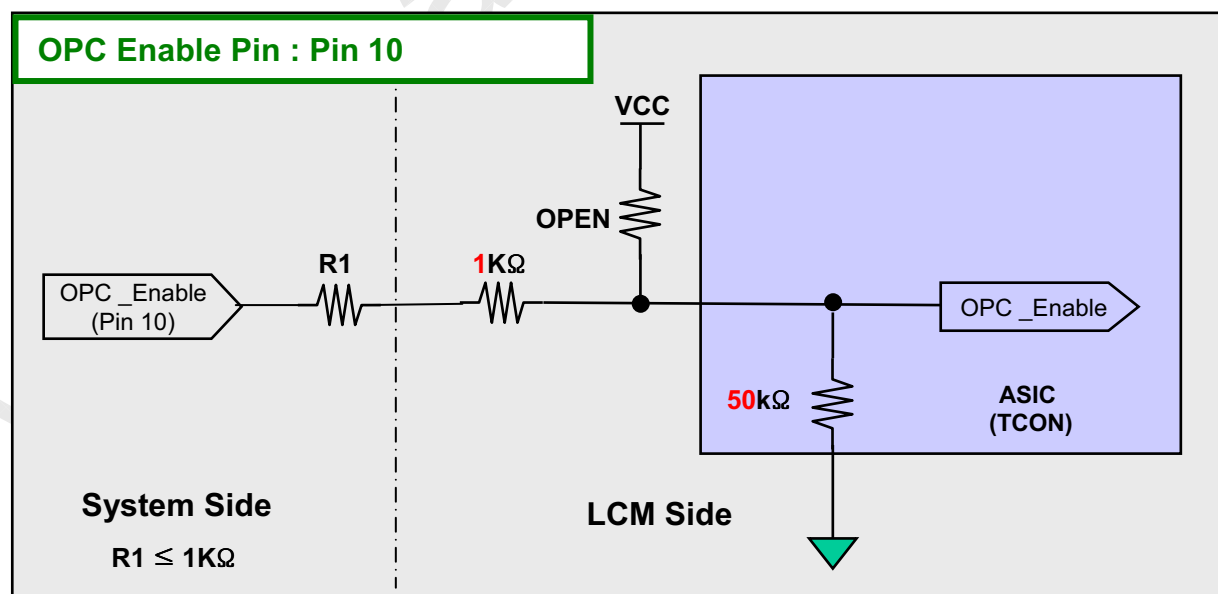 OPC Enable Pin : Pin 10
VCC
OPEN
R1
1KΩ
OPC _Enable
(Pin 10)
OPC _Enable
50kΩ
ASIC
(TCON)
System Side
LCM Side
R1 ≤ 1KΩ